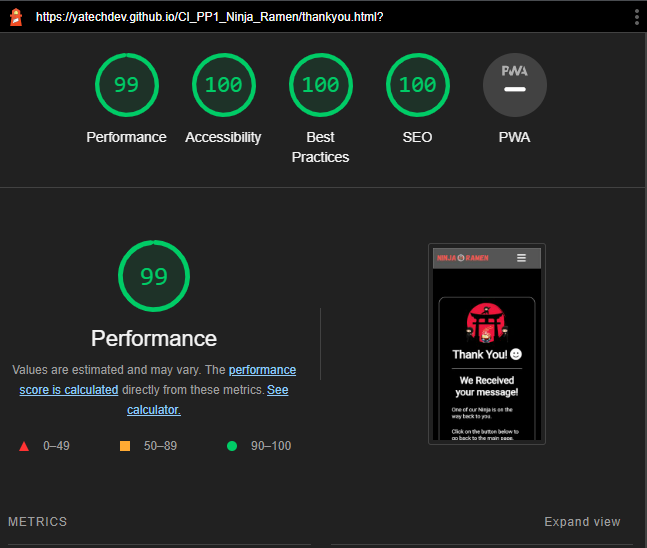 https://yatechdev.github.io/CI_PP1_Ninja_Ramen/thankyou.html?
99
100
100
100
PWA
Performance
Accessibility
Best
Practices
SEO
PWA
99
Performance
Values are estimated and may vary. The performance
score is calculated directly from these metrics. See
calculator.
0–49
50–89
90–100
NINJA RAMEN
Thank You!
We Received
your message!
One of our Ninja is on the
way back to you.
Click on the button below to
go back to the main page.
METRICS
Expand view